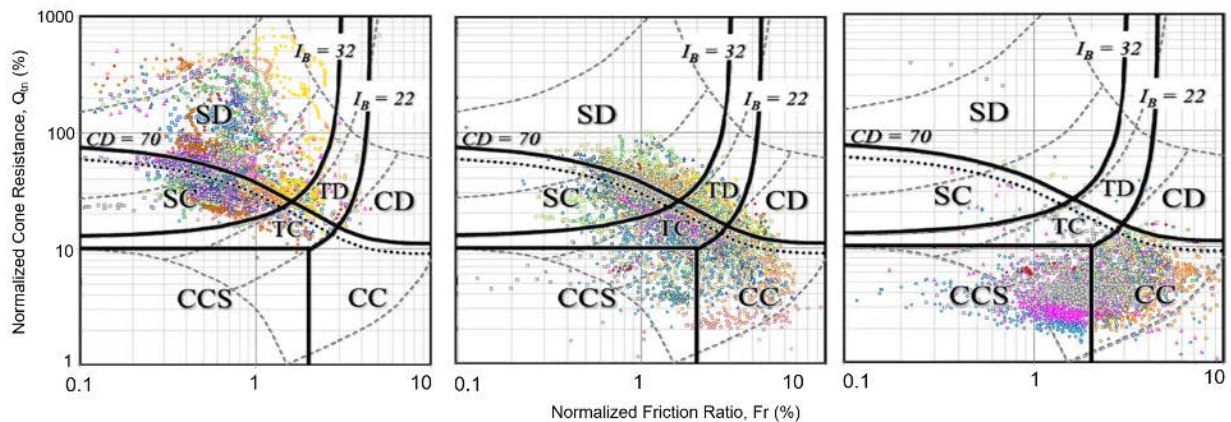 Normalized Cone Resistance, Qtn (%)
1000
100
10
1
I_B = 32
I_B = 22
SD
CD = 70
SC
TD
CD
TC
CCS
CC
0.1
1
10
I_B = 32
I_B = 22
SD
CD = 70
SC
TD
CD
TC
CCS
CC
0.1
1
10
I_B = 32
I_B = 22
SD
CD = 70
SC
TD
CD
TC
CCS
CC
0.1
1
10
Normalized Friction Ratio, Fr (%)